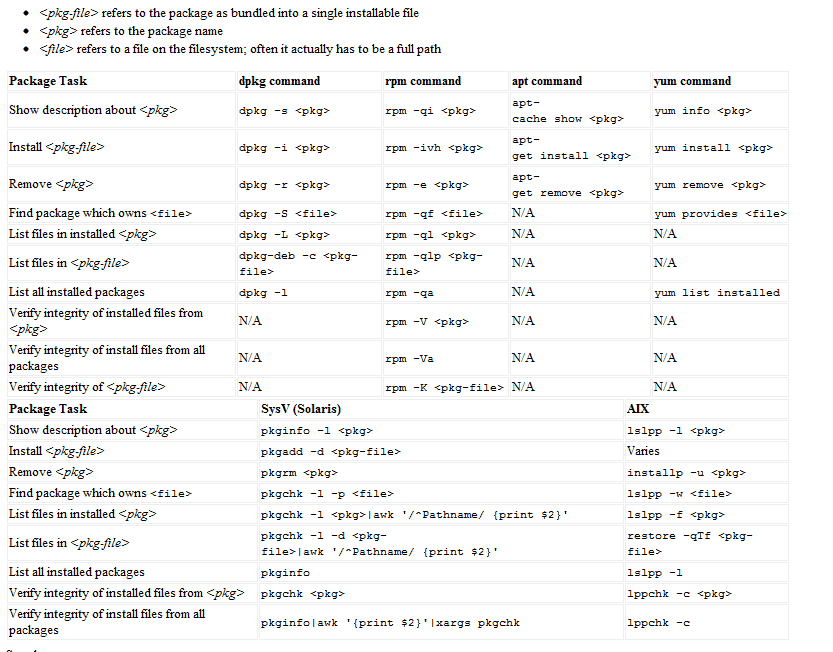 <pkg-file> refers to the package as bundled into a single installable file
<pkg> refers to the package name
<file> refers to a file on the filesystem; often it actually has to be a full path
Package Task dpkg command rpm command apt command yum command
Show description about <pkg> dpkg -s <pkg> rpm -qi <pkg> apt-
cache show <pkg> yum info <pkg>
Install <pkg-file> dpkg -i <pkg> rpm -ivh <pkg> apt-
get install <pkg> yum install <pkg>
Remove <pkg> dpkg -r <pkg> rpm -e <pkg> apt-
get remove <pkg> yum remove <pkg>
Find package which owns <file> dpkg -S <file> rpm -qf <file> N/A yum provides <file>
List files in installed <pkg> dpkg -L <pkg> rpm -ql <pkg> N/A N/A
List files in <pkg-file> dpkg-deb -c <pkg-
file> rpm -qlp <pkg-
file> N/A N/A
List all installed packages dpkg -l rpm -qa N/A yum list installed
Verify integrity of installed files from
<pkg> N/A rpm -V <pkg> N/A N/A
Verify integrity of install files from all
packages N/A rpm -Va N/A N/A
Verify integrity of <pkg-file> N/A rpm -K <pkg-file> N/A N/A
Package Task SysV (Solaris) AIX
Show description about <pkg> pkginfo -l <pkg> lslpp -l <pkg>
Install <pkg-file> pkgadd -d <pkg-file> Varies
Remove <pkg> pkgrm <pkg> installp -u <pkg>
Find package which owns <file> pkgchk -l -p <file> lslpp -w <file>
List files in installed <pkg> pkgchk -l <pkg>|awk '/^Pathname/ {print $2}' lslpp -f <pkg>
List files in <pkg-file> pkgchk -l -d <pkg-
file>|awk '/^Pathname/ {print $2}' restore -qTf <pkg-
file>
List all installed packages pkginfo lslpp -l
Verify integrity of installed files from <pkg> pkgchk <pkg> lppchk -c <pkg>
Verify integrity of install files from all
packages pkginfo|awk '{print $2}'|xargs pkgchk lppchk -c